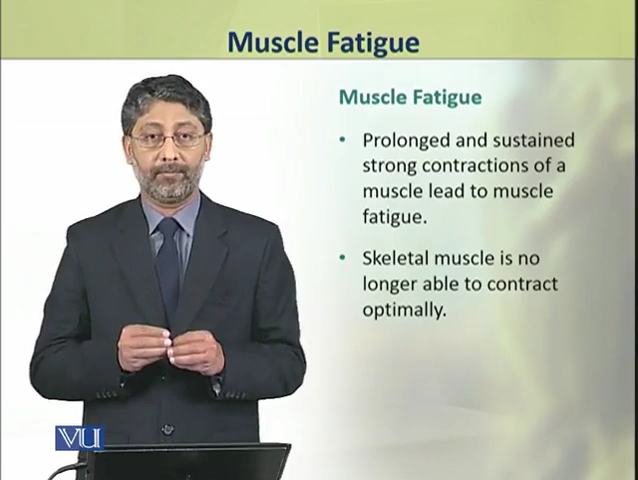 Muscle Fatigue
Muscle Fatigue
• Prolonged and sustained
strong contractions of a
muscle lead to muscle
fatigue.
• Skeletal muscle is no
longer able to contract
optimally.
VU